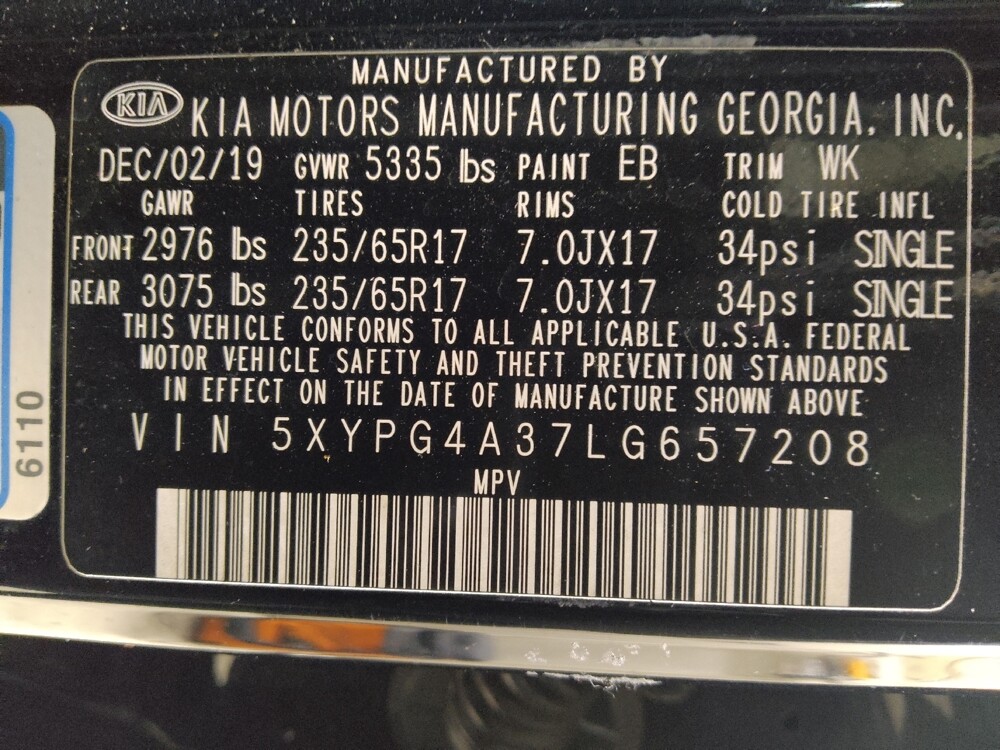 MANUFACTURED BY
KIA KIA MOTORS MANUFACTURING GEORGIA, INC.
DEC/02/19 GVWR 5335 lbs PAINT EB TRIM WK
GAWR TIRES RIMS COLD TIRE INFL
FRONT 2976 lbs 235/65R17 7.0JX17 34psi SINGLE
REAR 3075 lbs 235/65R17 7.0JX17 34psi SINGLE
THIS VEHICLE CONFORMS TO ALL APPLICABLE U.S.A. FEDERAL
MOTOR VEHICLE SAFETY AND THEFT PREVENTION STANDARDS
IN EFFECT ON THE DATE OF MANUFACTURE SHOWN ABOVE
VIN 5XYPG4A37LG657208
MPV
6110